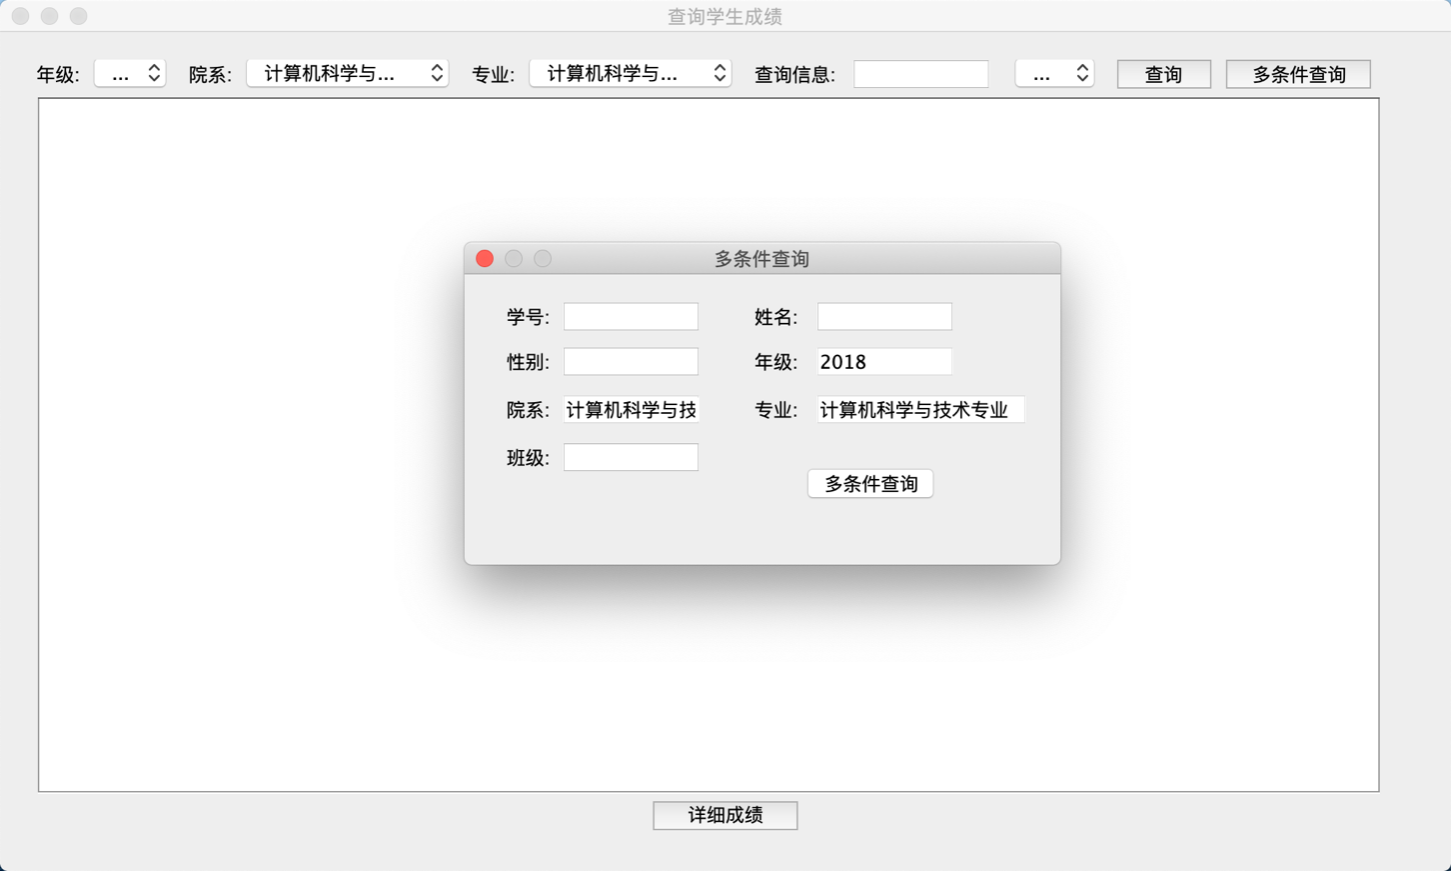 查询学生成绩
年级: ... 院系: 计算机科学与... 专业: 计算机科学与... 查询信息: ... 查询 多条件查询
多条件查询
学号: 姓名:
性别: 年级: 2018
院系: 计算机科学与技 专业: 计算机科学与技术专业
班级:
多条件查询
详细成绩